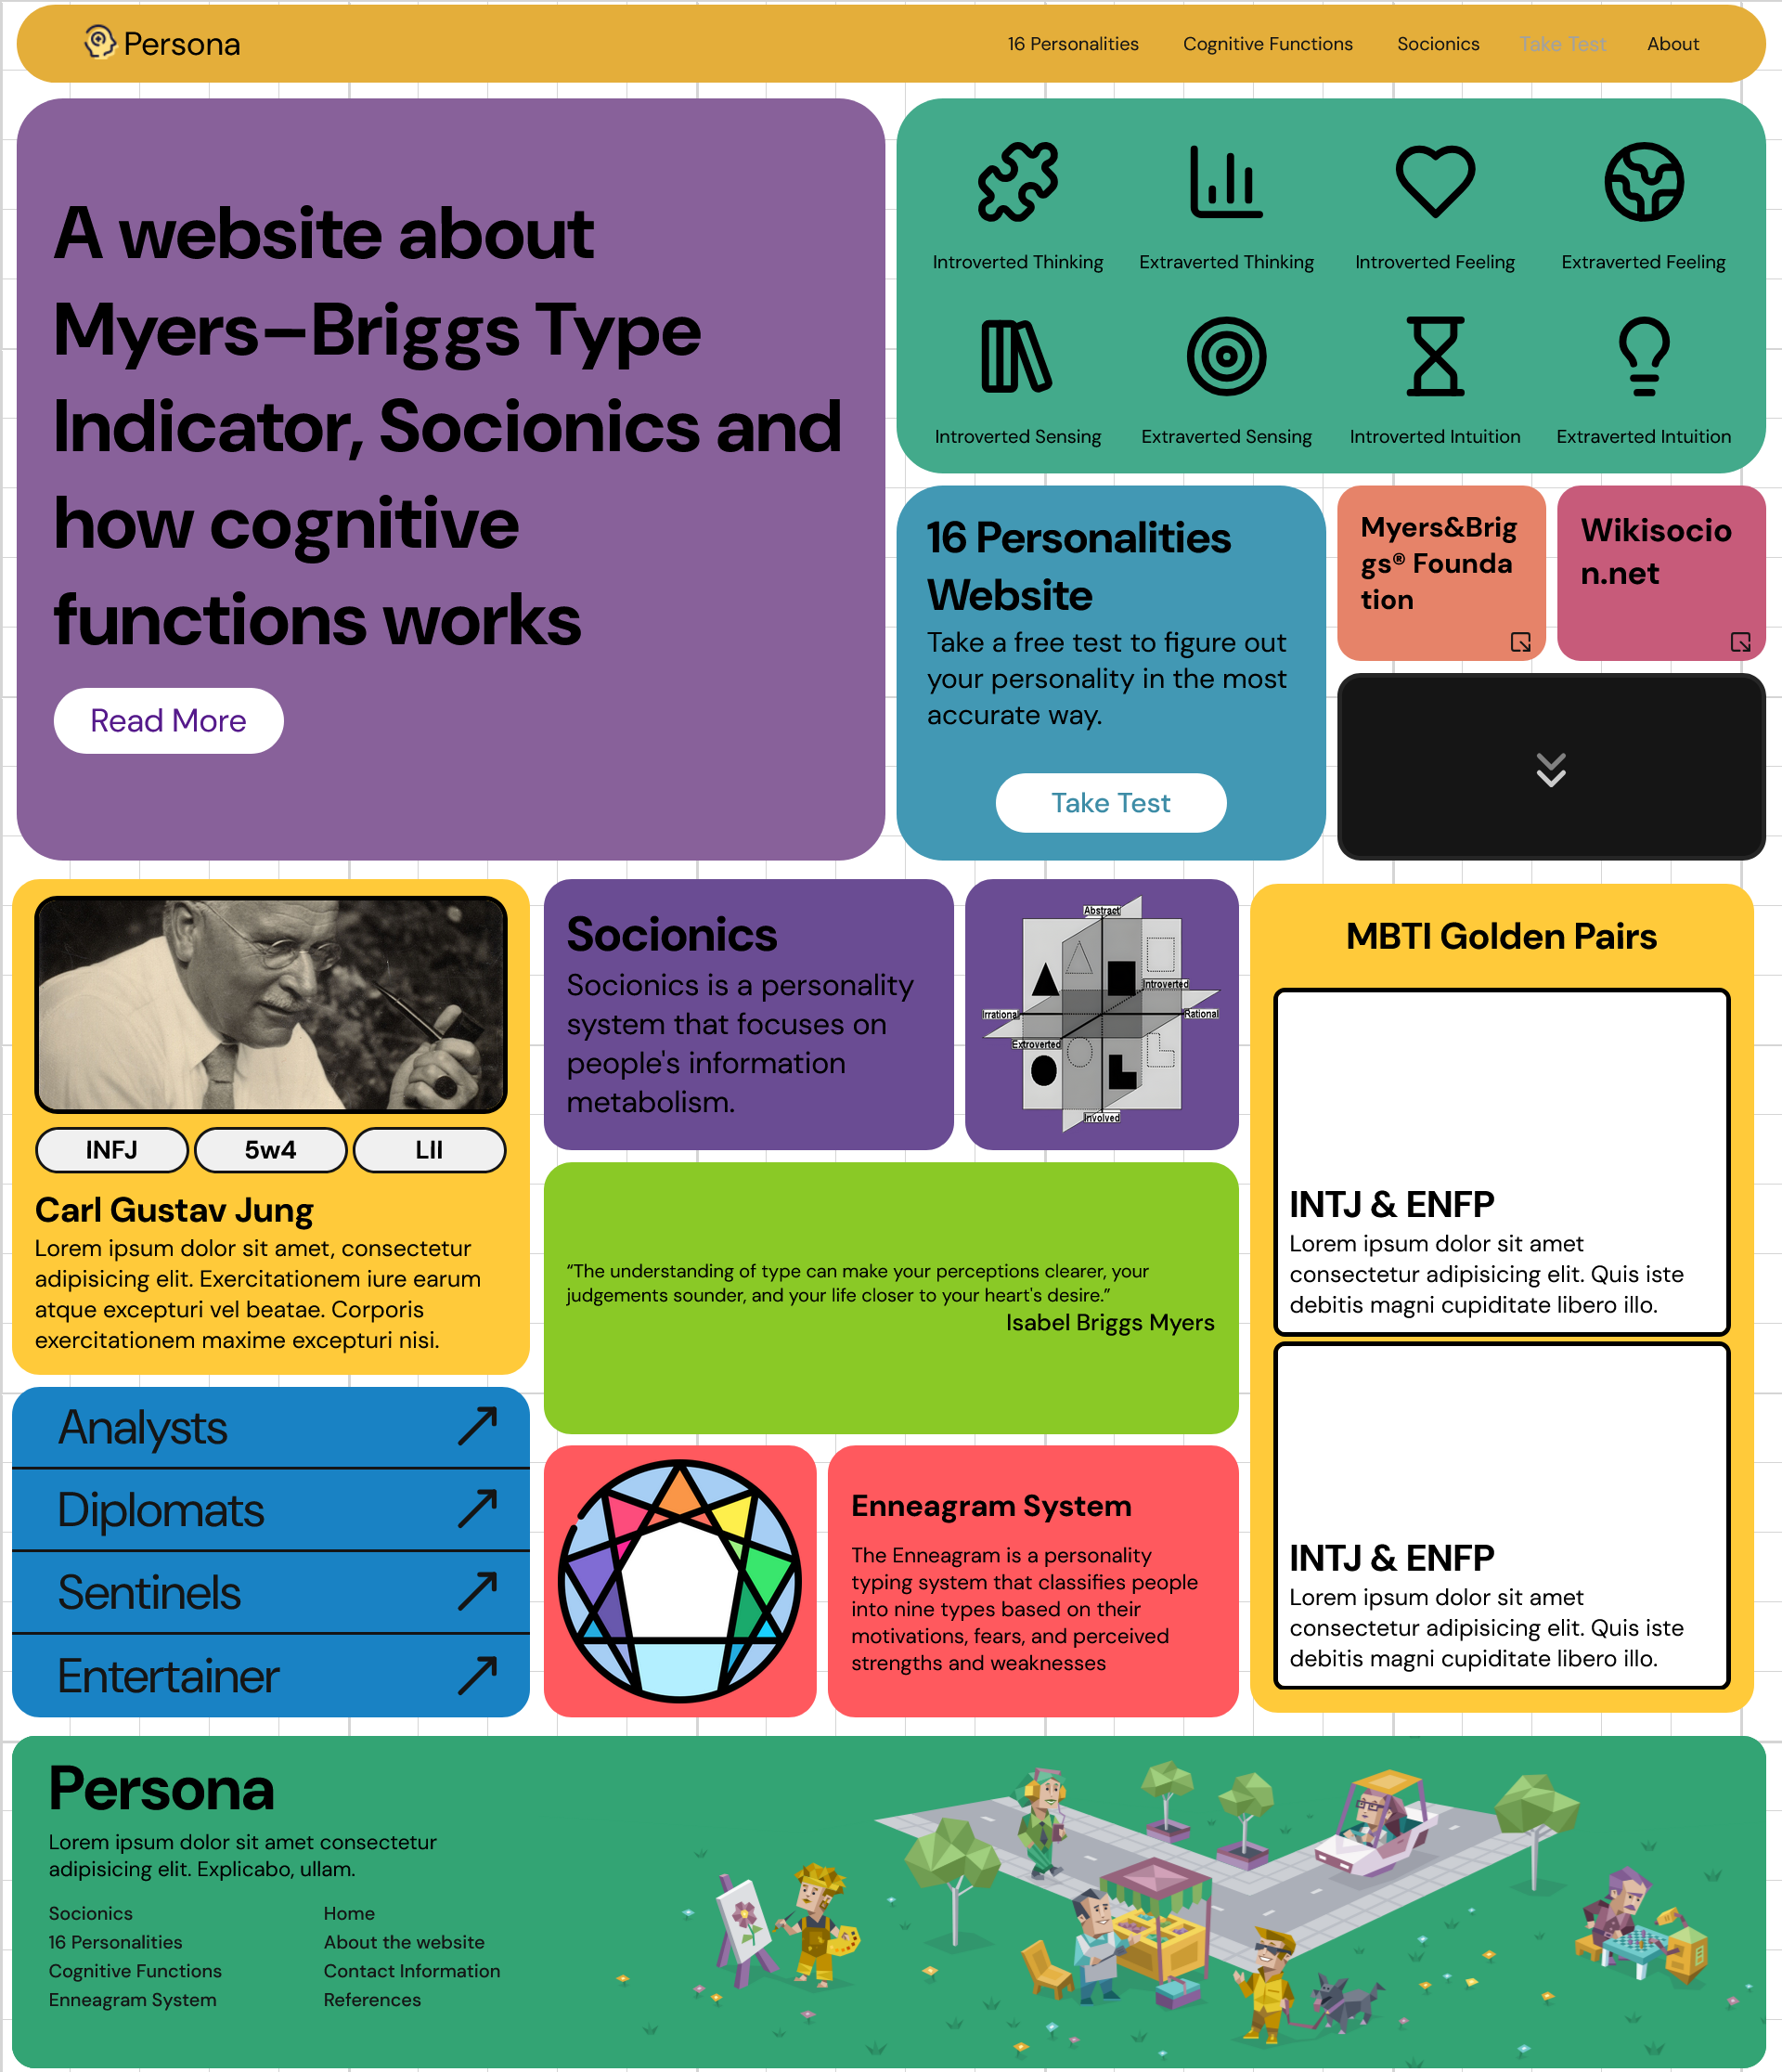 Persona
16 Personalities
Cognitive Functions
Socionics
Take Test
About
A website about
Myers–Briggs Type
Indicator, Socionics and
how cognitive
functions works
Read More
Introverted Thinking
Extraverted Thinking
Introverted Feeling
Extraverted Feeling
Introverted Sensing
Extraverted Sensing
Introverted Intuition
Extraverted Intuition
16 Personalities
Website
Take a free test to figure out
your personality in the most
accurate way.
Take Test
Myers&Brig
gs® Founda
tion
Wikisocio
n.net
INFJ
5w4
LII
Carl Gustav Jung
Lorem ipsum dolor sit amet, consectetur
adipisicing elit. Exercitationem iure earum
atque excepturi vel beatae. Corporis
exercitationem maxime excepturi nisi.
Analysts
Diplomats
Sentinels
Entertainer
Socionics
Socionics is a personality
system that focuses on
people's information
metabolism.
Abstract
Introverted
Irrational
Rational
Extroverted
Involved
“The understanding of type can make your perceptions clearer, your
judgements sounder, and your life closer to your heart's desire.”
Isabel Briggs Myers
Enneagram System
The Enneagram is a personality
typing system that classifies people
into nine types based on their
motivations, fears, and perceived
strengths and weaknesses
MBTI Golden Pairs
INTJ & ENFP
Lorem ipsum dolor sit amet
consectetur adipisicing elit. Quis iste
debitis magni cupiditate libero illo.
INTJ & ENFP
Lorem ipsum dolor sit amet
consectetur adipisicing elit. Quis iste
debitis magni cupiditate libero illo.
Persona
Lorem ipsum dolor sit amet consectetur
adipisicing elit. Explicabo, ullam.
Socionics
16 Personalities
Cognitive Functions
Enneagram System
Home
About the website
Contact Information
References